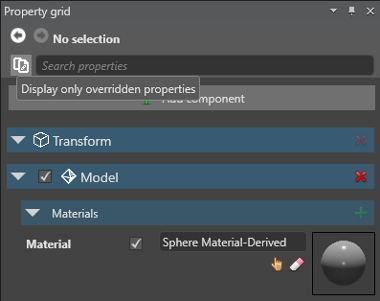 Property grid
No selection
Search properties
Display only overridden properties
Add component
Transform
Model
Materials
Material
Sphere Material-Derived